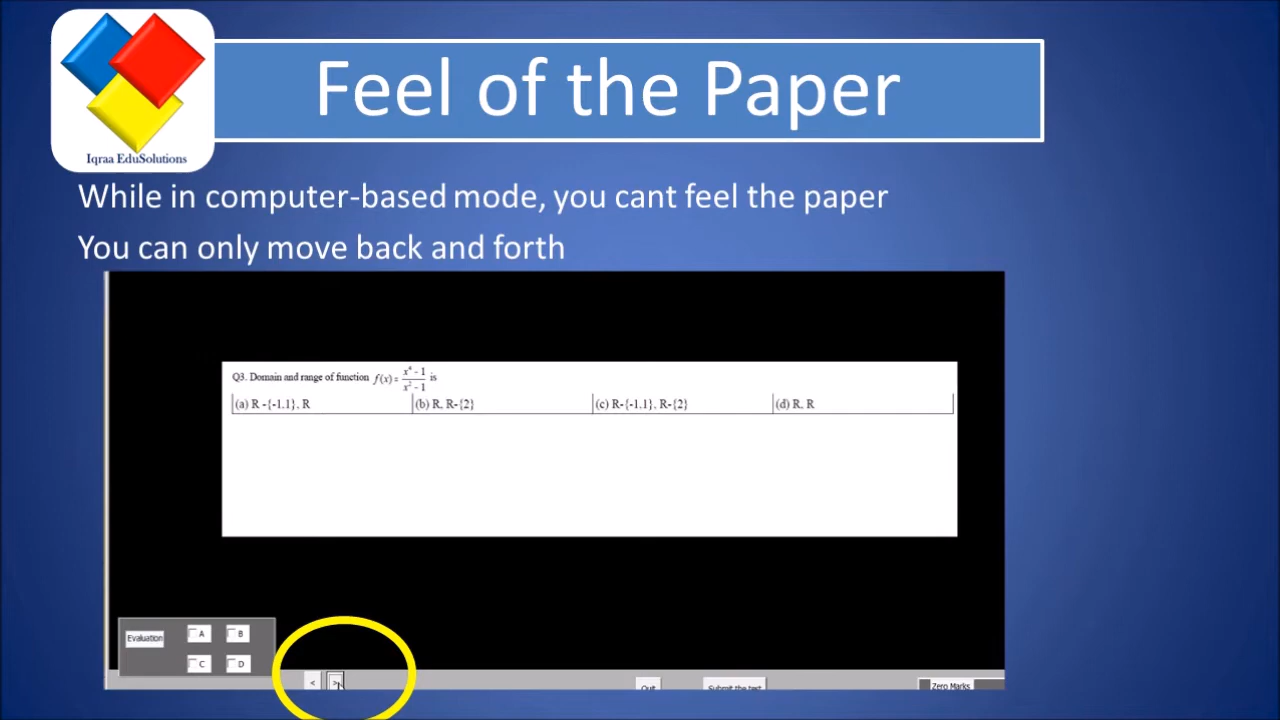 Feel of the Paper
Iqraa EduSolutions
While in computer-based mode, you cant feel the paper
You can only move back and forth
Q3. Domain and range of function f(x) = x⁴ - 1 / x² - 1 is
(a) R -{-1.1}, R (b) R, R-{2} (c) R-{-1.1}, R-{2} (d) R, R
Evaluation
A B
C D
< >
Quit Submit the test Zero Marks